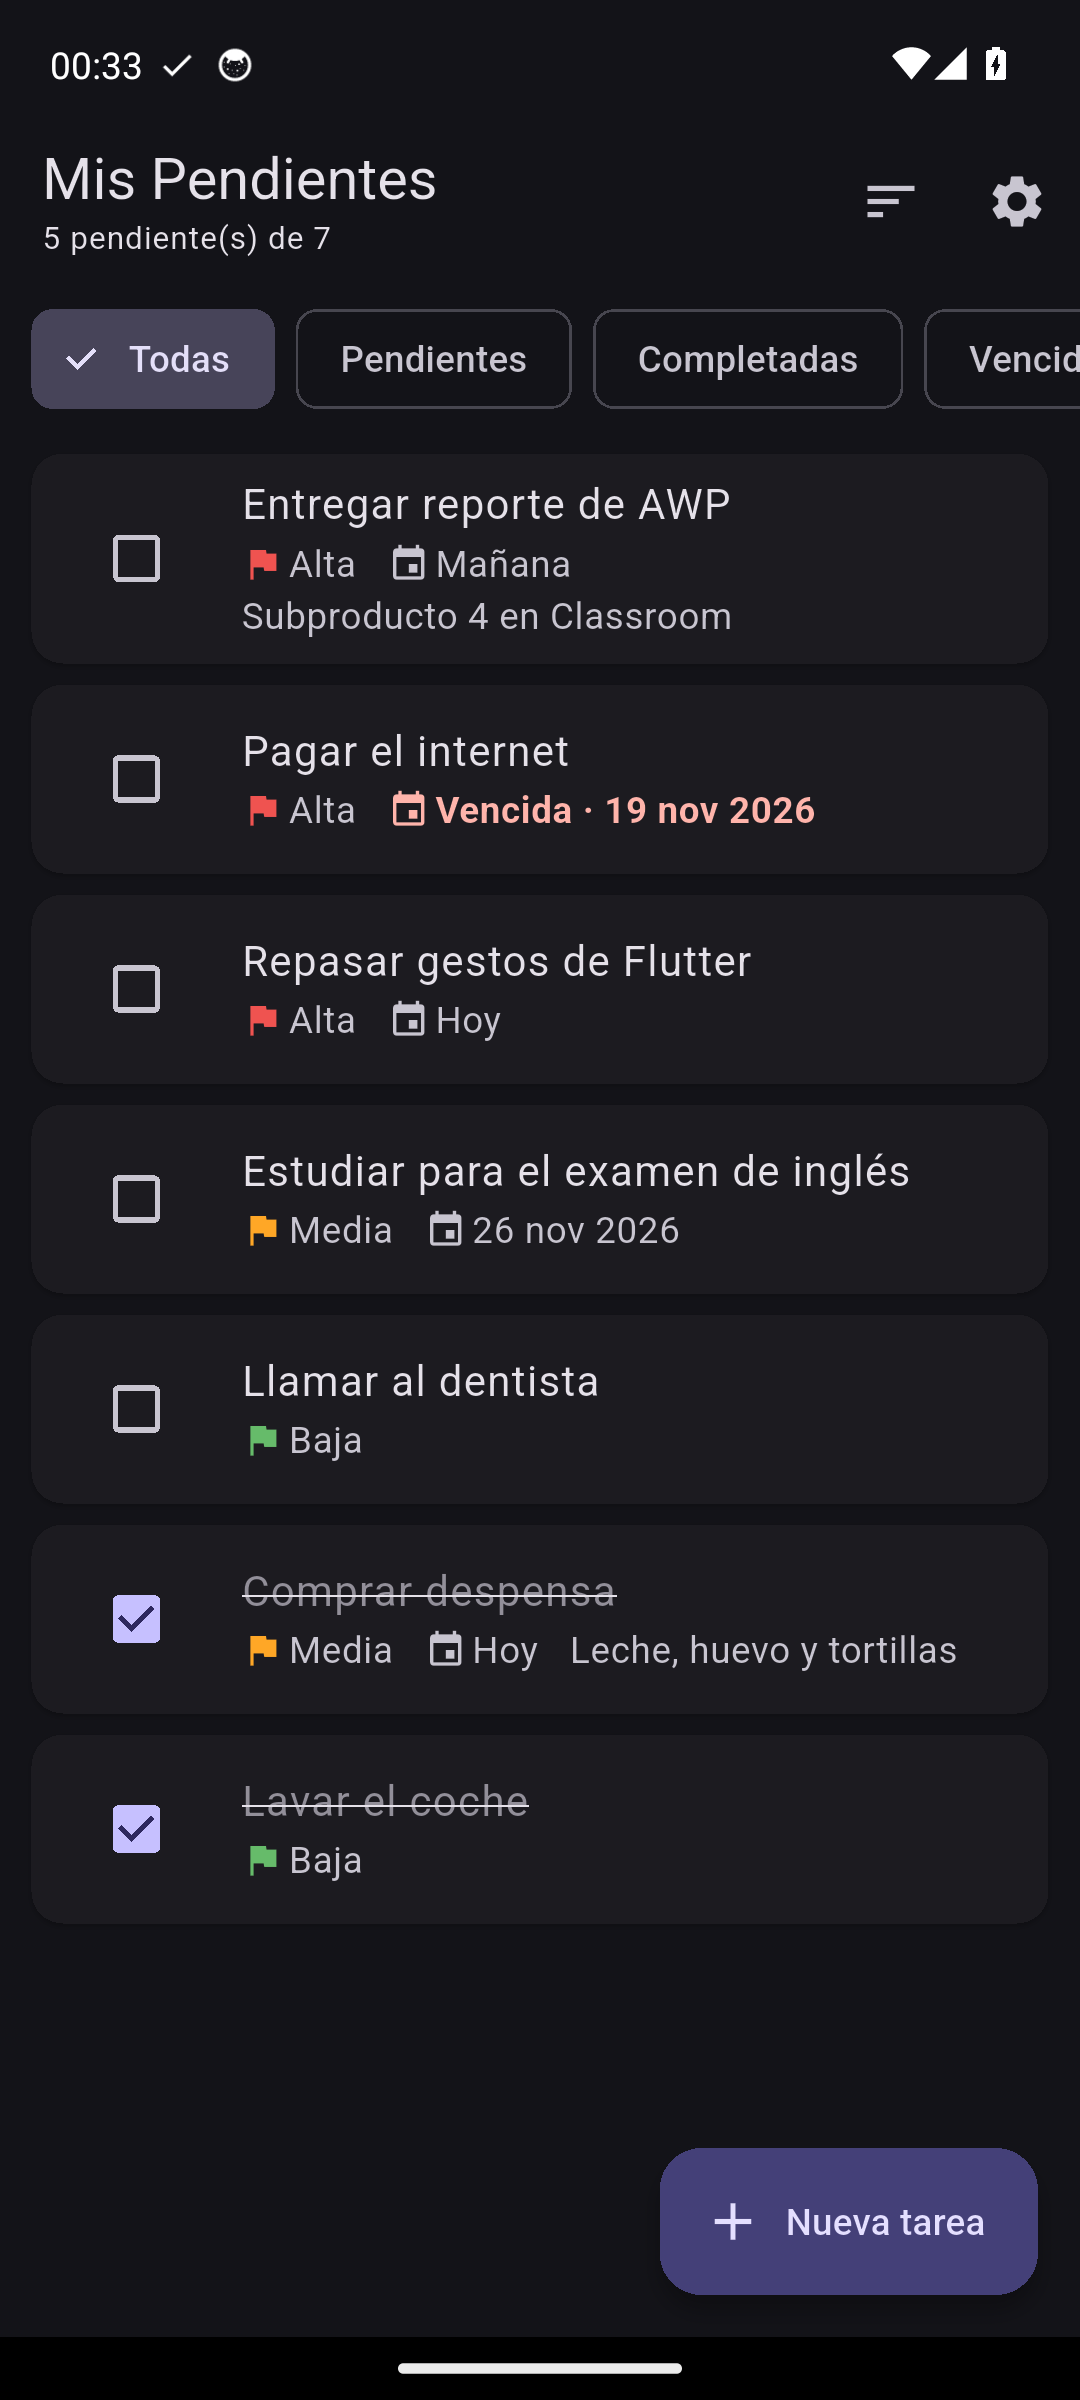 00:33
Mis Pendientes
5 pendiente(s) de 7
Todas Pendientes Completadas Vencid
Entregar reporte de AWP
Alta Mañana
Subproducto 4 en Classroom
Pagar el internet
Alta Vencida · 19 nov 2026
Repasar gestos de Flutter
Alta Hoy
Estudiar para el examen de inglés
Media 26 nov 2026
Llamar al dentista
Baja
Comprar despensa
Media Hoy Leche, huevo y tortillas
Lavar el coche
Baja
Nueva tarea